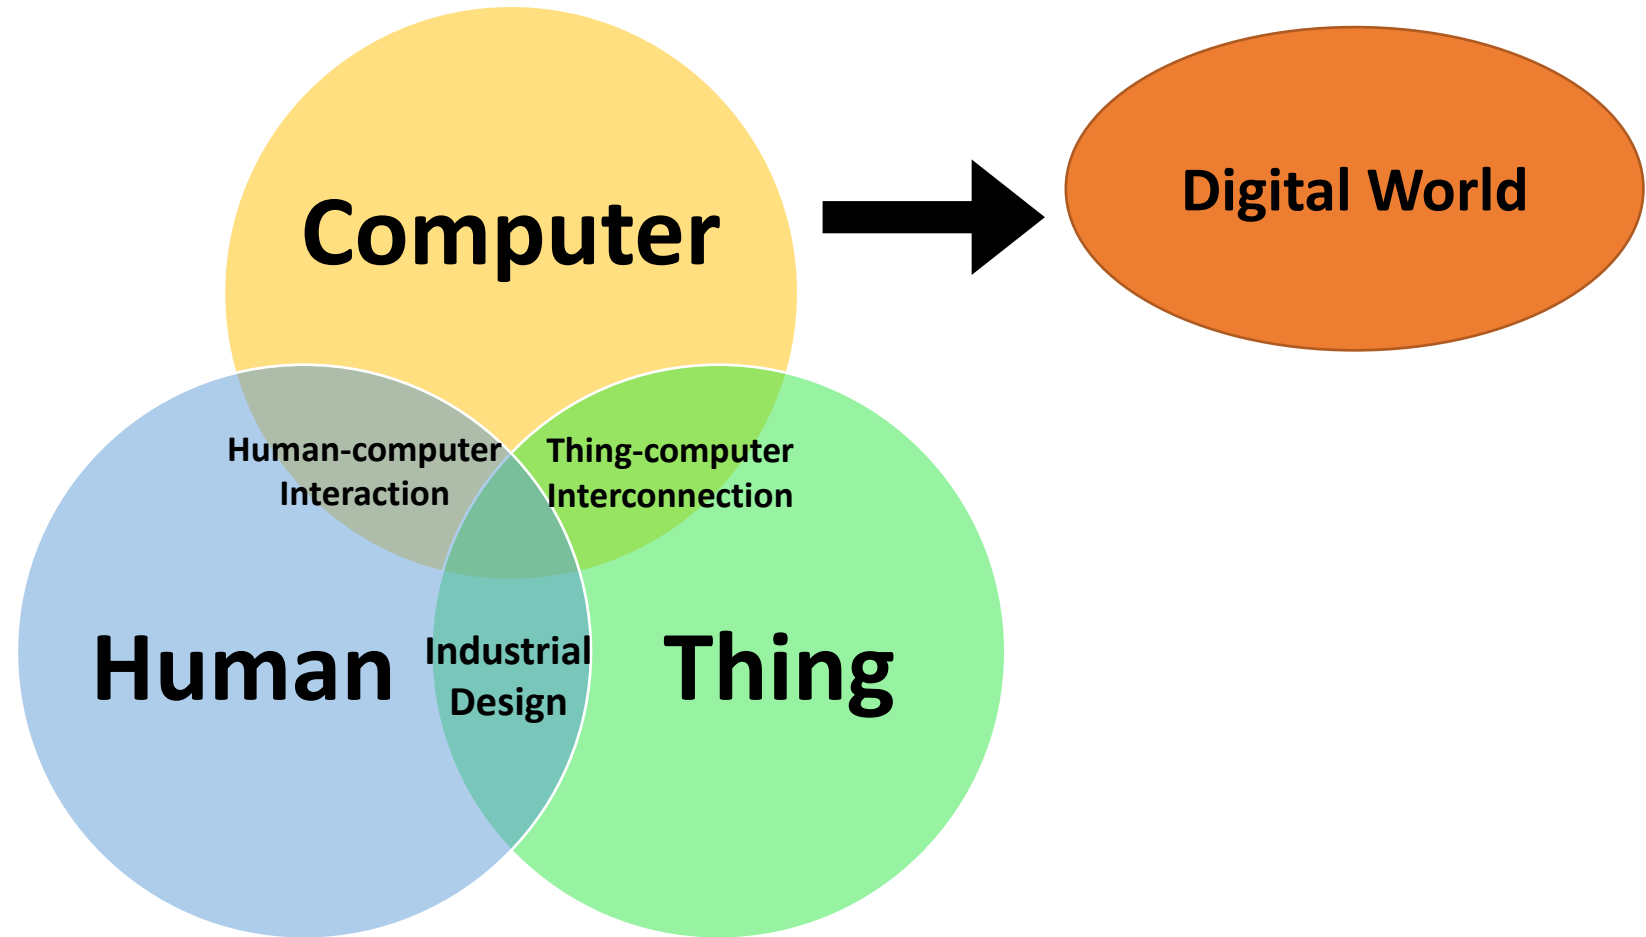 Computer
Digital World
Human-computer
Interaction
Thing-computer
Interconnection
Human
Industrial
Design
Thing